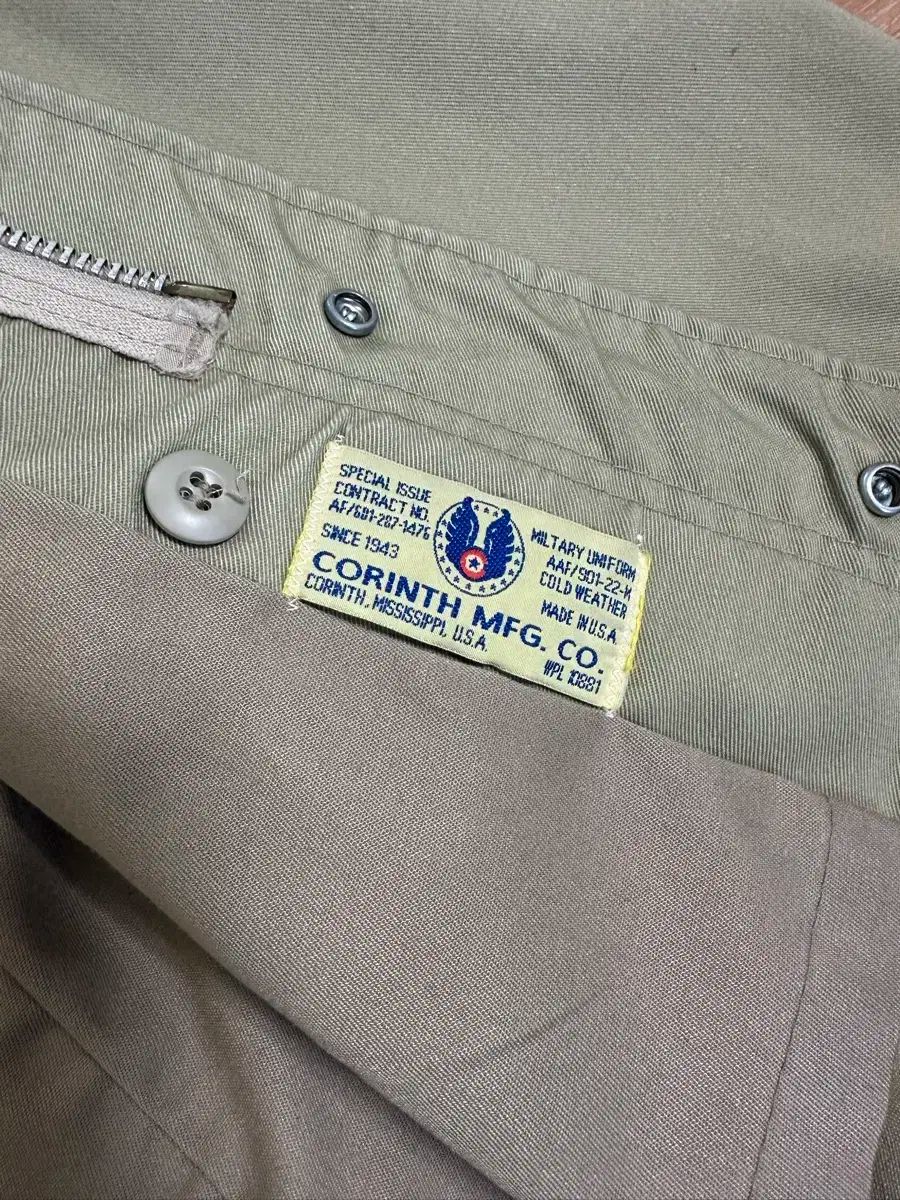 SPECIAL ISSUE
CONTRACT NO.
AF/601-287-1476
SINCE 1943
MILTARY UNIFORM
AAF/901-22-H
COLD WEATHER
MADE IN U.S.A
CORINTH MFG. CO.
CORINTH, MISSISSIPPI, U.S.A.
WPL 10881